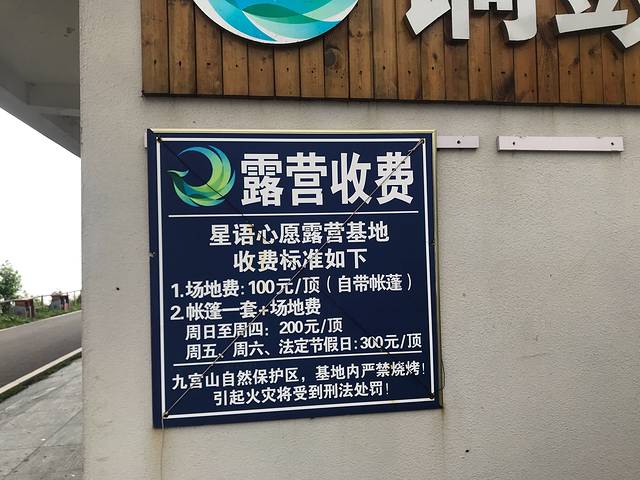 露营收费
星语心愿露营基地
收费标准如下
1.场地费:100元/顶(自带帐篷)
2.帐篷一套+场地费
周日至周四:200元/顶
周五、周六、法定节假日:300元/顶
九宫山自然保护区,基地内严禁烧烤!
引起火灾将受到刑法处罚!